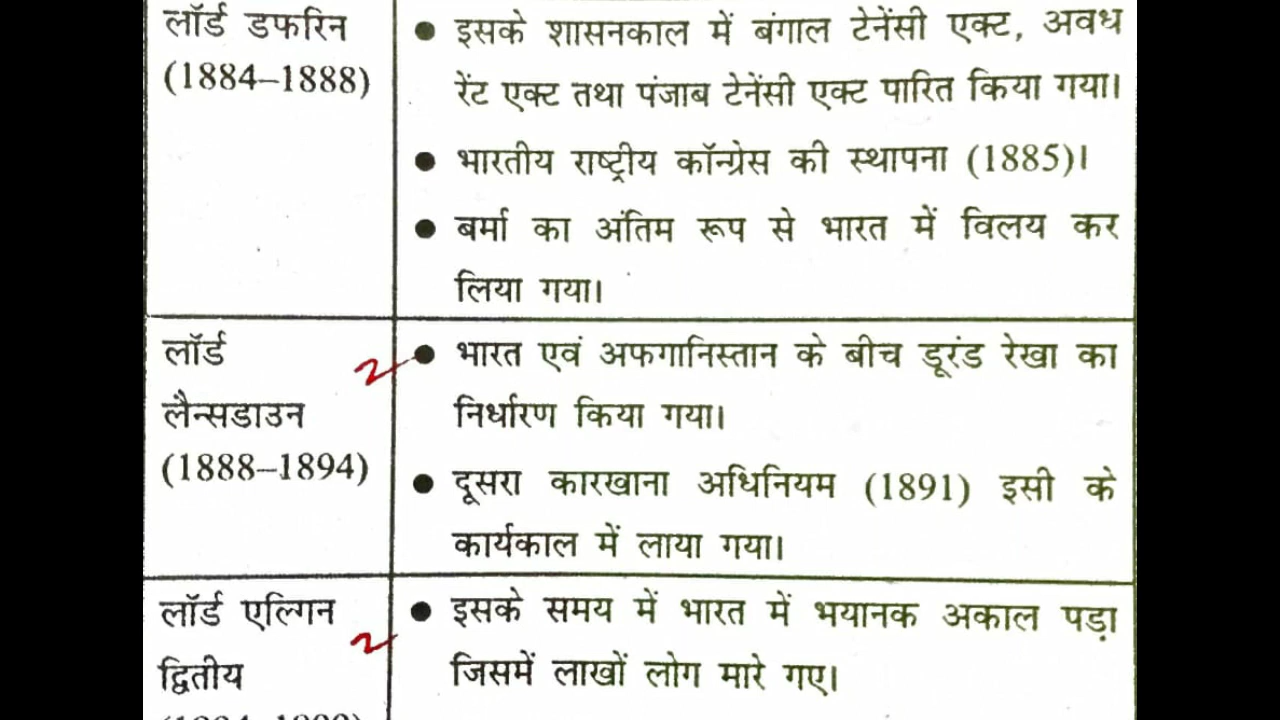 लॉर्ड डफरिन
(1884–1888)
● इसके शासनकाल में बंगाल टेनेंसी एक्ट, अवध
रेंट एक्ट तथा पंजाब टेनेंसी एक्ट पारित किया गया।
● भारतीय राष्ट्रीय कॉन्ग्रेस की स्थापना (1885)।
● बर्मा का अंतिम रूप से भारत में विलय कर
लिया गया।
लॉर्ड
लैन्सडाउन
(1888–1894)
● भारत एवं अफगानिस्तान के बीच डूरंड रेखा का
निर्धारण किया गया।
● दूसरा कारखाना अधिनियम (1891) इसी के
कार्यकाल में लाया गया।
लॉर्ड एल्गिन
द्वितीय
● इसके समय में भारत में भयानक अकाल पड़ा
जिसमें लाखों लोग मारे गए।